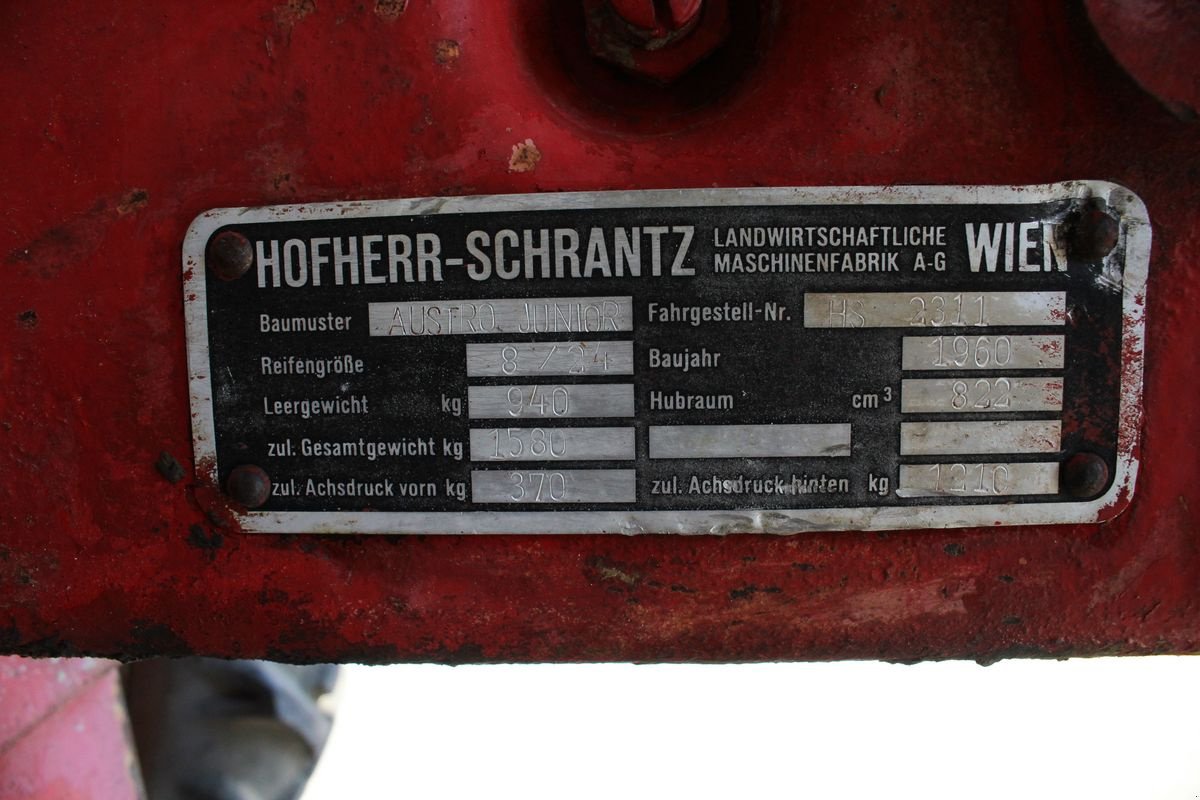 HOFHERR-SCHRANTZ LANDWIRTSCHAFTLICHE MASCHINENFABRIK A-G WIEN
Baumuster AUSTRO JUNIOR Fahrgestell-Nr. HS 2311
Reifengröße 8/24 Baujahr 1960
Leergewicht kg 940 Hubraum cm³ 822
zul. Gesamtgewicht kg 1580
zul. Achsdruck vorn kg 370 zul. Achsdruck hinten kg 1210